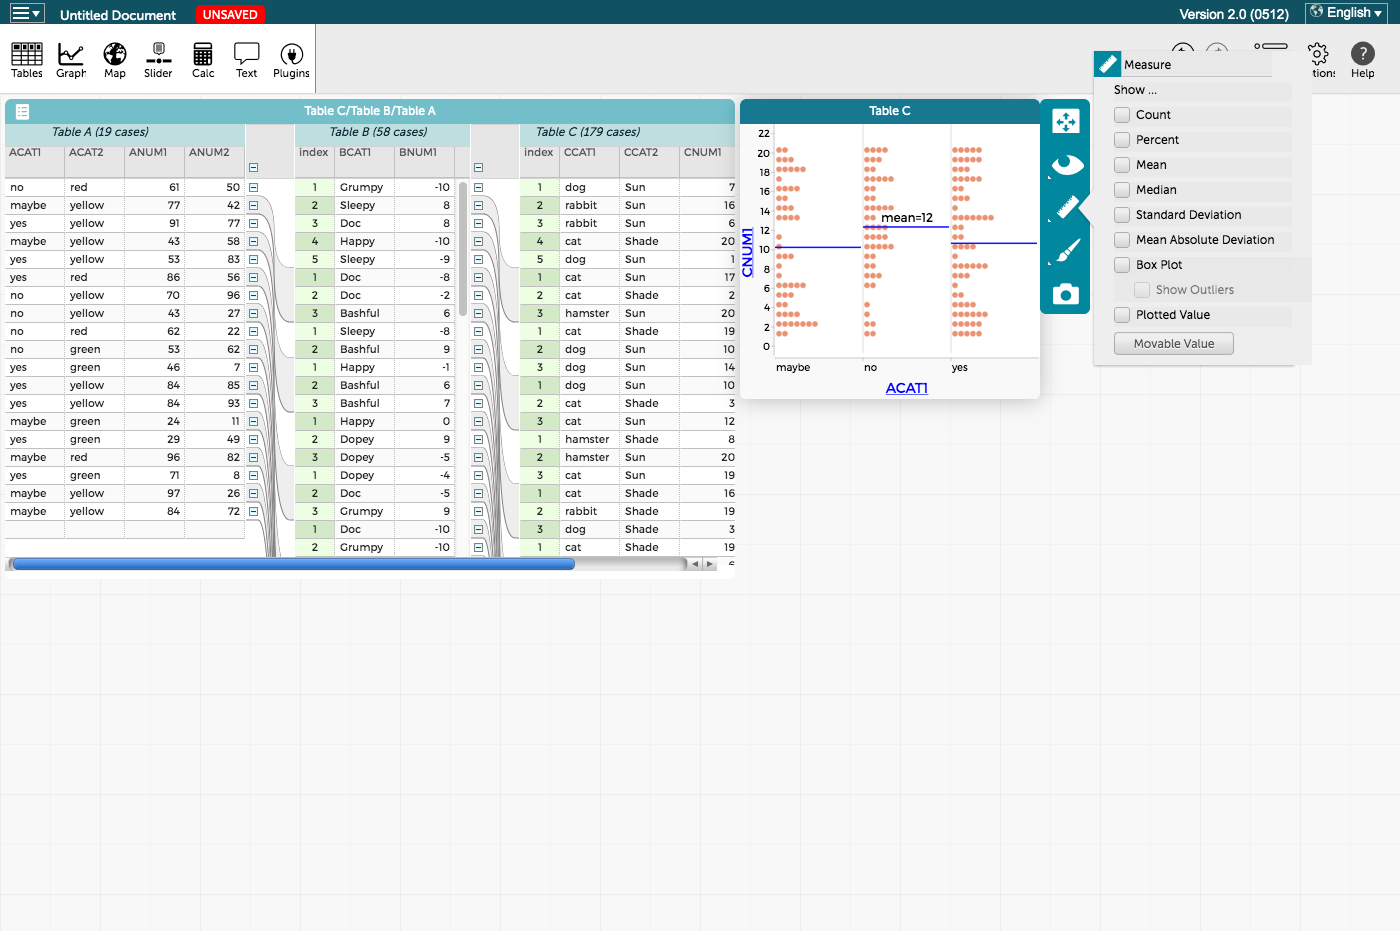 Untitled Document UNSAVED Version 2.0 (0512) English
Tables Graph Map Slider Calc Text Plugins tions Help
Table C/Table B/Table A
Table A (19 cases) Table B (58 cases) Table C (179 cases)
ACAT1 ACAT2 ANUM1 ANUM2 index BCAT1 BNUM1 index CCAT1 CCAT2 CNUM1
no red 61 50 1 Grumpy -10 1 dog Sun 7
maybe yellow 77 42 2 Sleepy 8 2 rabbit Sun 16
yes yellow 91 77 3 Doc 8 3 rabbit Sun 6
maybe yellow 43 58 4 Happy -10 4 cat Shade 20
yes yellow 53 83 5 Sleepy -9 5 dog Sun 1
yes red 86 56 1 Doc -8 1 cat Sun 17
no yellow 70 96 2 Doc -2 2 cat Shade 2
no yellow 43 27 3 Bashful 6 3 hamster Sun 20
no red 62 22 1 Sleepy -8 1 cat Shade 19
no green 53 62 2 Bashful 9 2 dog Sun 10
yes green 46 7 1 Happy -1 3 dog Sun 14
yes yellow 84 85 2 Bashful 6 1 dog Sun 10
yes yellow 84 93 3 Bashful 7 2 cat Shade 3
maybe green 24 11 1 Happy 0 3 cat Sun 12
yes green 29 49 2 Dopey 9 1 hamster Shade 8
maybe red 96 82 3 Dopey -5 2 hamster Sun 20
yes green 71 8 1 Dopey -4 3 cat Sun 19
maybe yellow 97 26 2 Doc -5 1 cat Shade 16
maybe yellow 84 72 3 Grumpy 9 2 rabbit Shade 19
1 Doc -10 3 dog Shade 3
2 Grumpy -10 1 cat Shade 19
Table C
22
20
18
16
14
12
10
8
6
4
2
0
CNUM1
mean=12
maybe no yes
ACAT1
Measure
Show ...
Count
Percent
Mean
Median
Standard Deviation
Mean Absolute Deviation
Box Plot
Show Outliers
Plotted Value
Movable Value